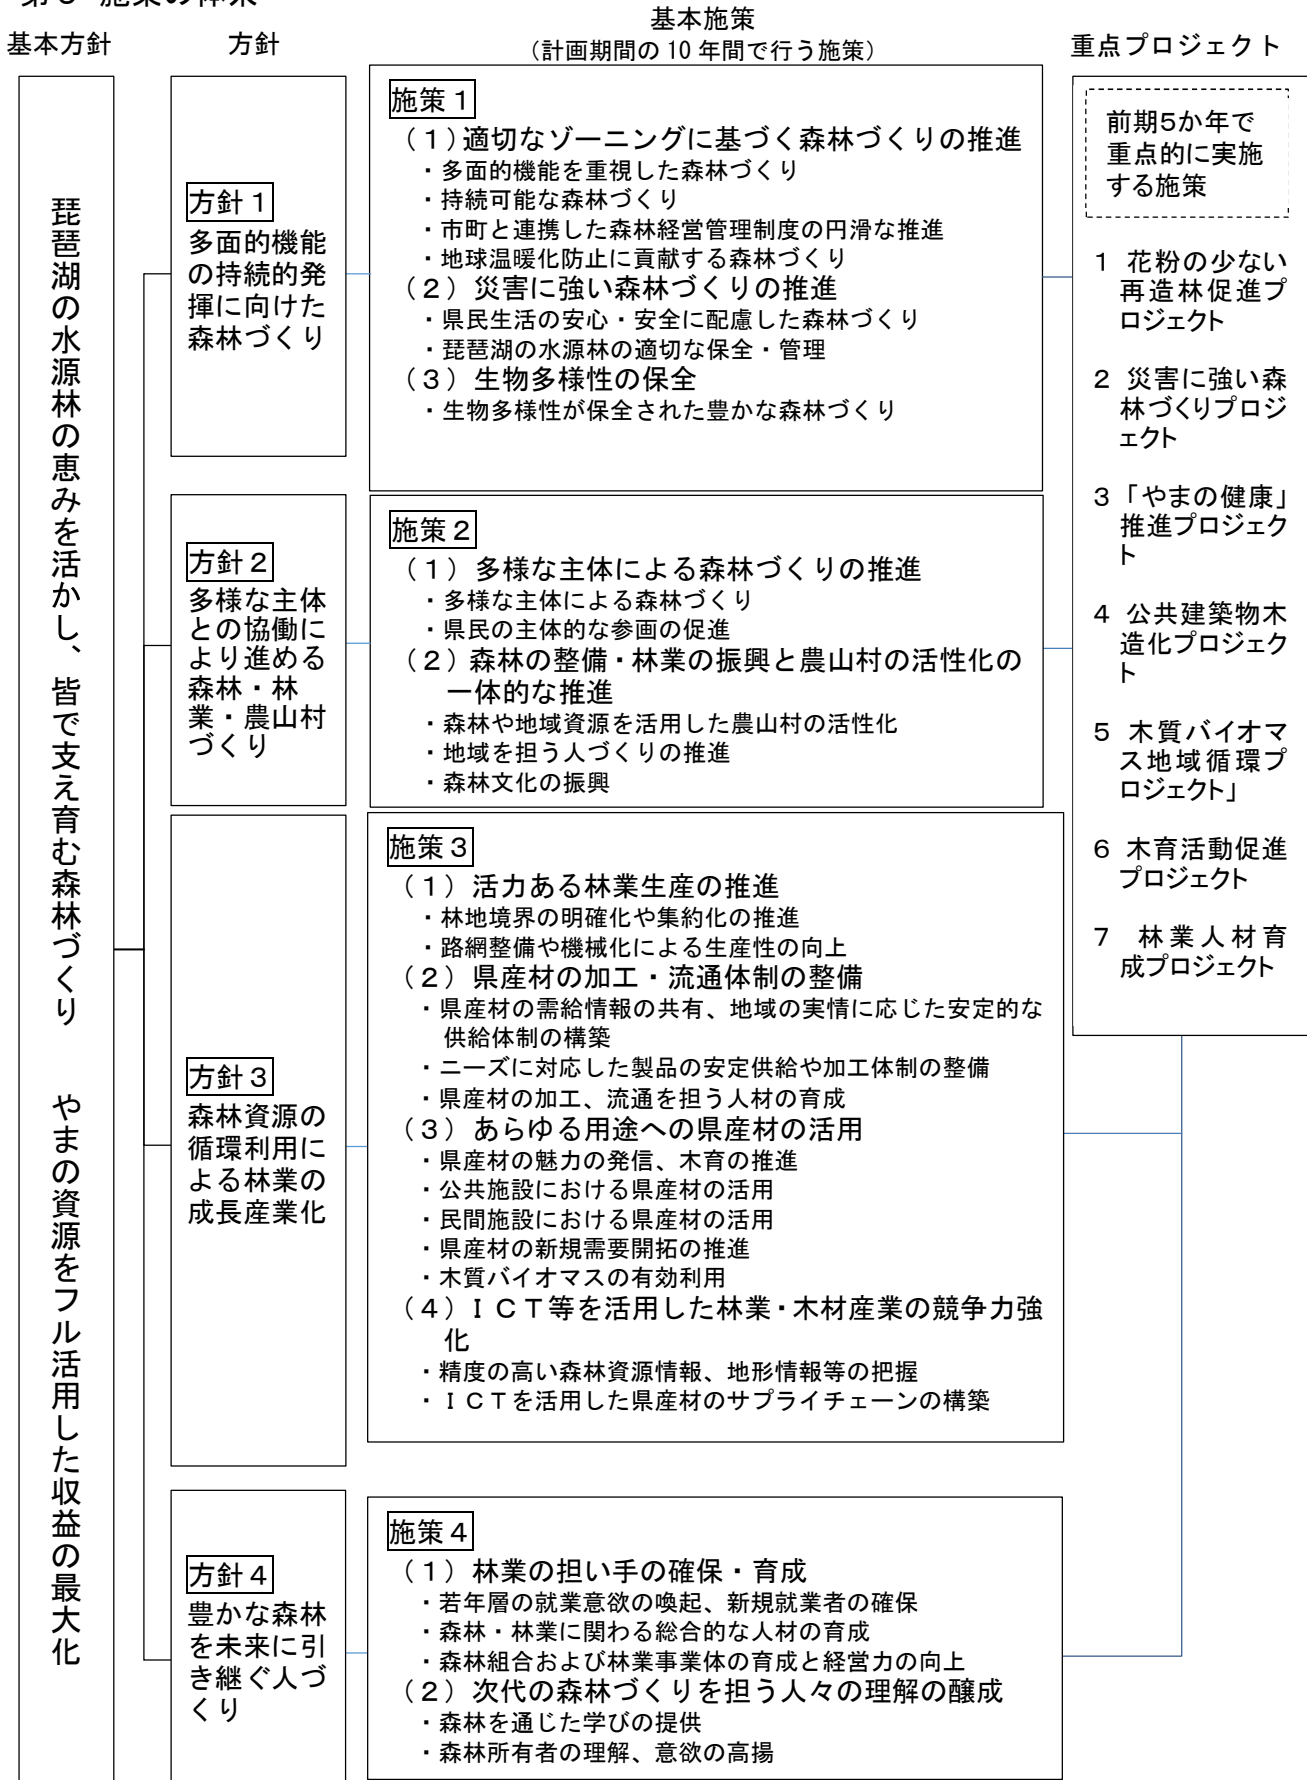 基本方針
方針
基本施策
（計画期間の10年間で行う施策）
重点プロジェクト
琵琶湖の水源林の恵みを活かし、皆で支え育む森林づくり　やまの資源をフル活用した収益の最大化
方針１
多面的機能
の持続的発
揮に向けた
森林づくり
施策１
（１）適切なゾーニングに基づく森林づくりの推進
・多面的機能を重視した森林づくり
・持続可能な森林づくり
・市町と連携した森林経営管理制度の円滑な推進
・地球温暖化防止に貢献する森林づくり
（２）災害に強い森林づくりの推進
・県民生活の安心・安全に配慮した森林づくり
・琵琶湖の水源林の適切な保全・管理
（３）生物多様性の保全
・生物多様性が保全された豊かな森林づくり
方針２
多様な主体
との協働に
より進める
森林・林
業・農山村
づくり
施策２
（１）多様な主体による森林づくりの推進
・多様な主体による森林づくり
・県民の主体的な参画の促進
（２）森林の整備・林業の振興と農山村の活性化の
一体的な推進
・森林や地域資源を活用した農山村の活性化
・地域を担う人づくりの推進
・森林文化の振興
方針３
森林資源の
循環利用に
よる林業の
成長産業化
施策３
（１）活力ある林業生産の推進
・林地境界の明確化や集約化の推進
・路網整備や機械化による生産性の向上
（２）県産材の加工・流通体制の整備
・県産材の需給情報の共有、地域の実情に応じた安定的な
供給体制の構築
・ニーズに対応した製品の安定供給や加工体制の整備
・県産材の加工、流通を担う人材の育成
（３）あらゆる用途への県産材の活用
・県産材の魅力の発信、木育の推進
・公共施設における県産材の活用
・民間施設における県産材の活用
・県産材の新規需要開拓の推進
・木質バイオマスの有効利用
（４）ＩＣＴ等を活用した林業・木材産業の競争力強
化
・精度の高い森林資源情報、地形情報等の把握
・ＩＣＴを活用した県産材のサプライチェーンの構築
方針４
豊かな森林
を未来に引
き継ぐ人づ
くり
施策４
（１）林業の担い手の確保・育成
・若年層の就業意欲の喚起、新規就業者の確保
・森林・林業に関わる総合的な人材の育成
・森林組合および林業事業体の育成と経営力の向上
（２）次代の森林づくりを担う人々の理解の醸成
・森林を通じた学びの提供
・森林所有者の理解、意欲の高揚
前期５か年で
重点的に実施
する施策
１ 花粉の少ない
再造林促進プ
ロジェクト
２ 災害に強い森
林づくりプロジ
ェクト
３「やまの健康」
推進プロジェク
ト
４ 公共建築物木
造化プロジェク
ト
５ 木質バイオマ
ス地域循環プ
ロジェクト」
６ 木育活動促進
プロジェクト
７ 林業人材育
成プロジェクト